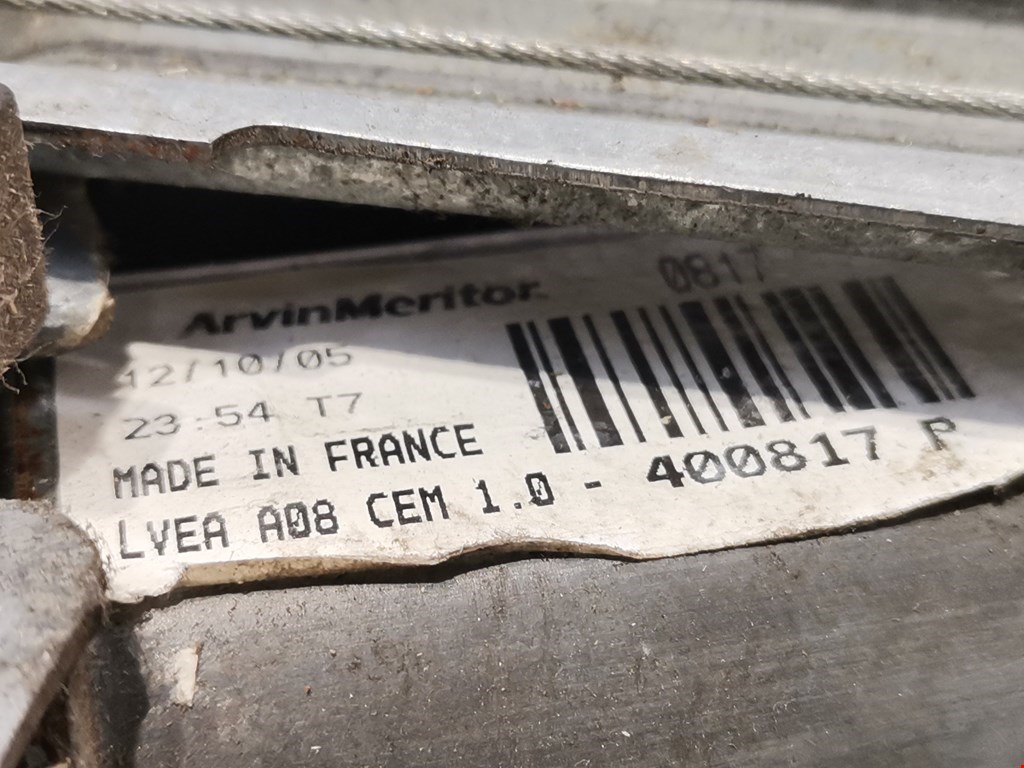 ArvinMeritor
0817
12/10/05
23:54 T7
MADE IN FRANCE
LVEA A08 CEM 1.0 - 400817 P